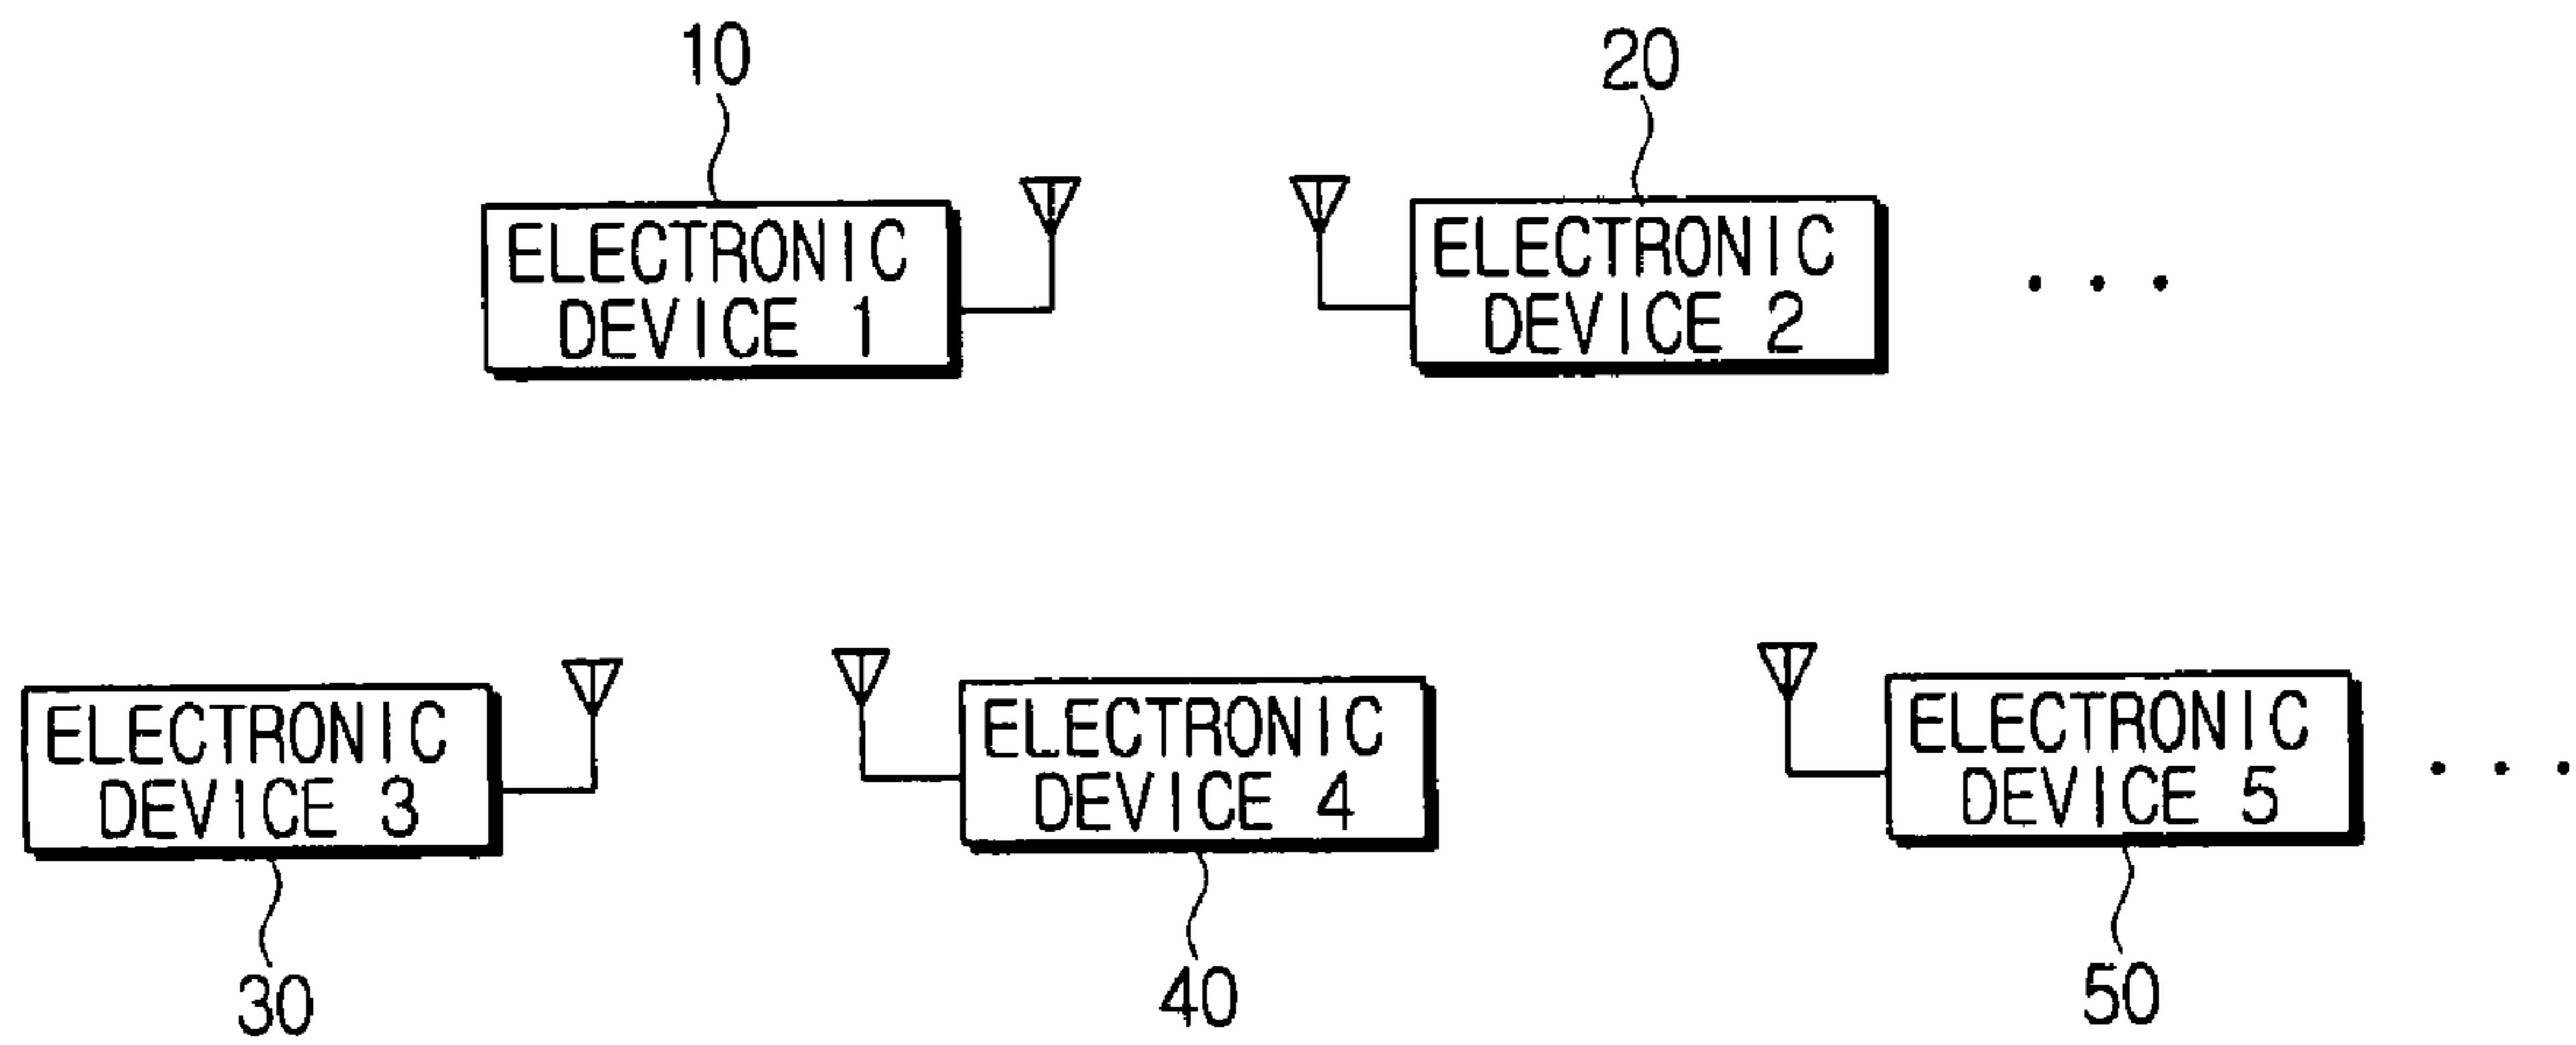 10
20
ELECTRONIC
DEVICE 1
ELECTRONIC
DEVICE 2
. . .
ELECTRONIC
DEVICE 3
ELECTRONIC
DEVICE 4
ELECTRONIC
DEVICE 5
. . .
30
40
50